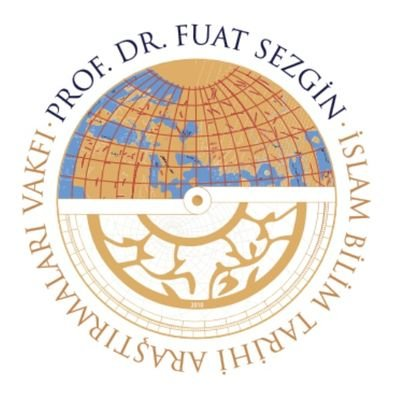 PROF. DR. FUAT SEZGİN
· İSLAM BİLİM TARİHİ ARAŞTIRMALARI VAKFI ·
2010